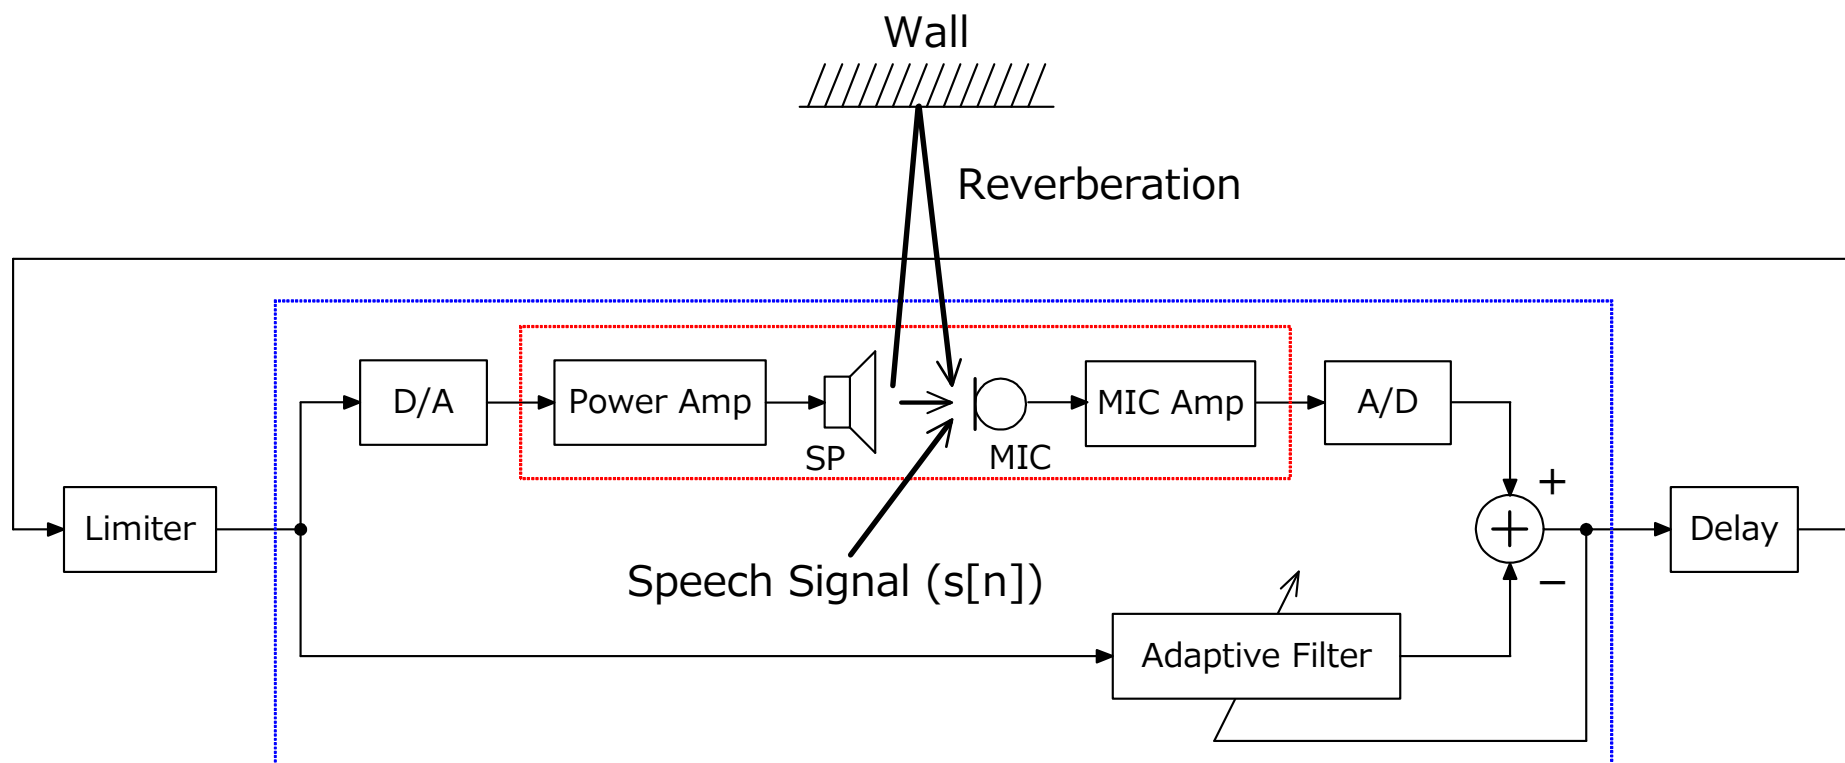 Wall
Reverberation
D/A
Power Amp
SP
MIC
MIC Amp
A/D
+
Limiter
+
Delay
Speech Signal (s[n])
−
Adaptive Filter